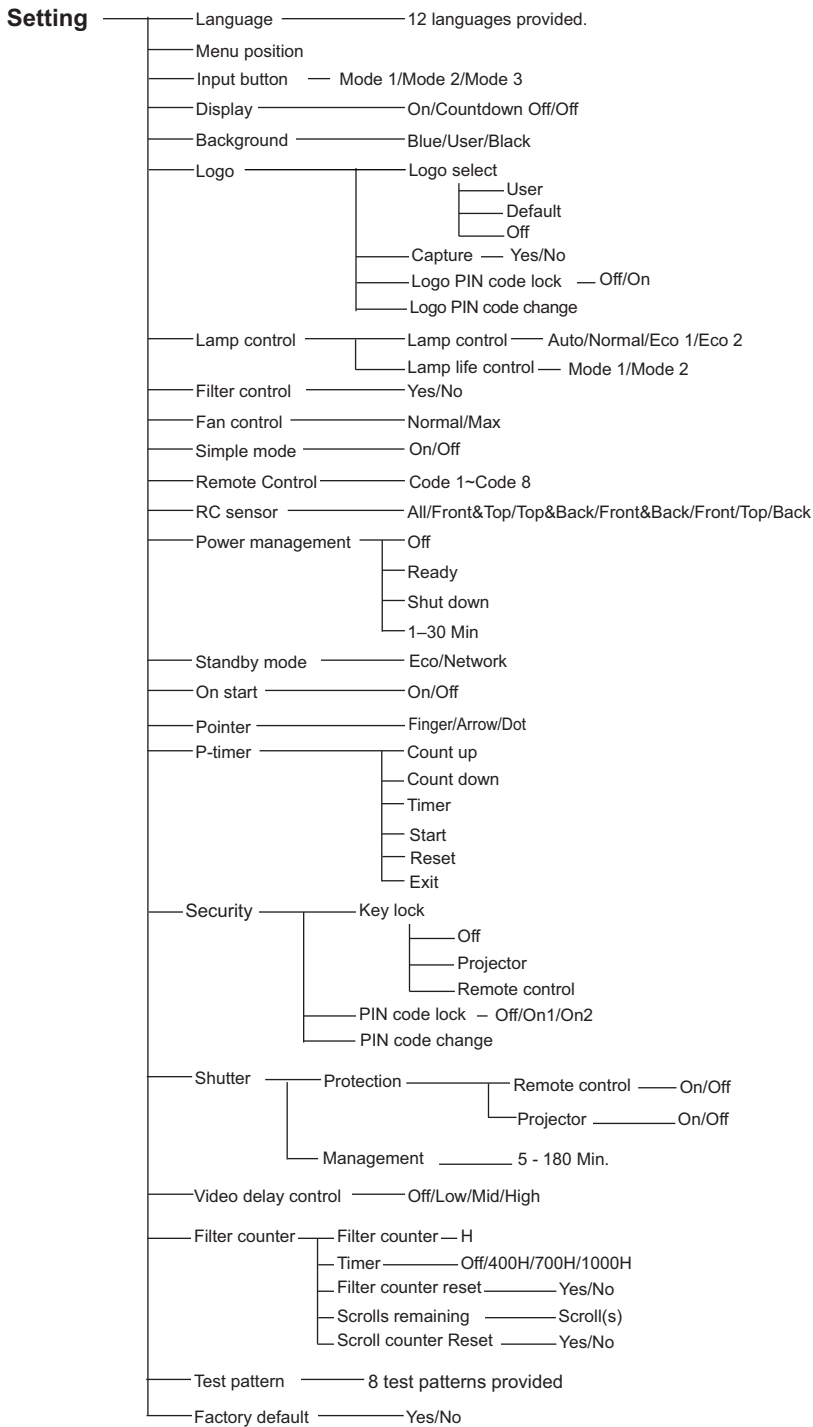 Setting
Language 12 languages provided.
Menu position
Input button Mode 1/Mode 2/Mode 3
Display On/Countdown Off/Off
Background Blue/User/Black
Logo Logo select
User
Default
Off
Capture Yes/No
Logo PIN code lock Off/On
Logo PIN code change
Lamp control Lamp control Auto/Normal/Eco 1/Eco 2
Lamp life control Mode 1/Mode 2
Filter control Yes/No
Fan control Normal/Max
Simple mode On/Off
Remote Control Code 1~Code 8
RC sensor All/Front&Top/Top&Back/Front&Back/Front/Top/Back
Power management Off
Ready
Shut down
1–30 Min
Standby mode Eco/Network
On start On/Off
Pointer Finger/Arrow/Dot
P-timer Count up
Count down
Timer
Start
Reset
Exit
Security Key lock
Off
Projector
Remote control
PIN code lock – Off/On1/On2
PIN code change
Shutter Protection Remote control On/Off
Projector On/Off
Management 5 - 180 Min.
Video delay control Off/Low/Mid/High
Filter counter Filter counter H
Timer Off/400H/700H/1000H
Filter counter reset Yes/No
Scrolls remaining Scroll(s)
Scroll counter Reset Yes/No
Test pattern 8 test patterns provided
Factory default Yes/No